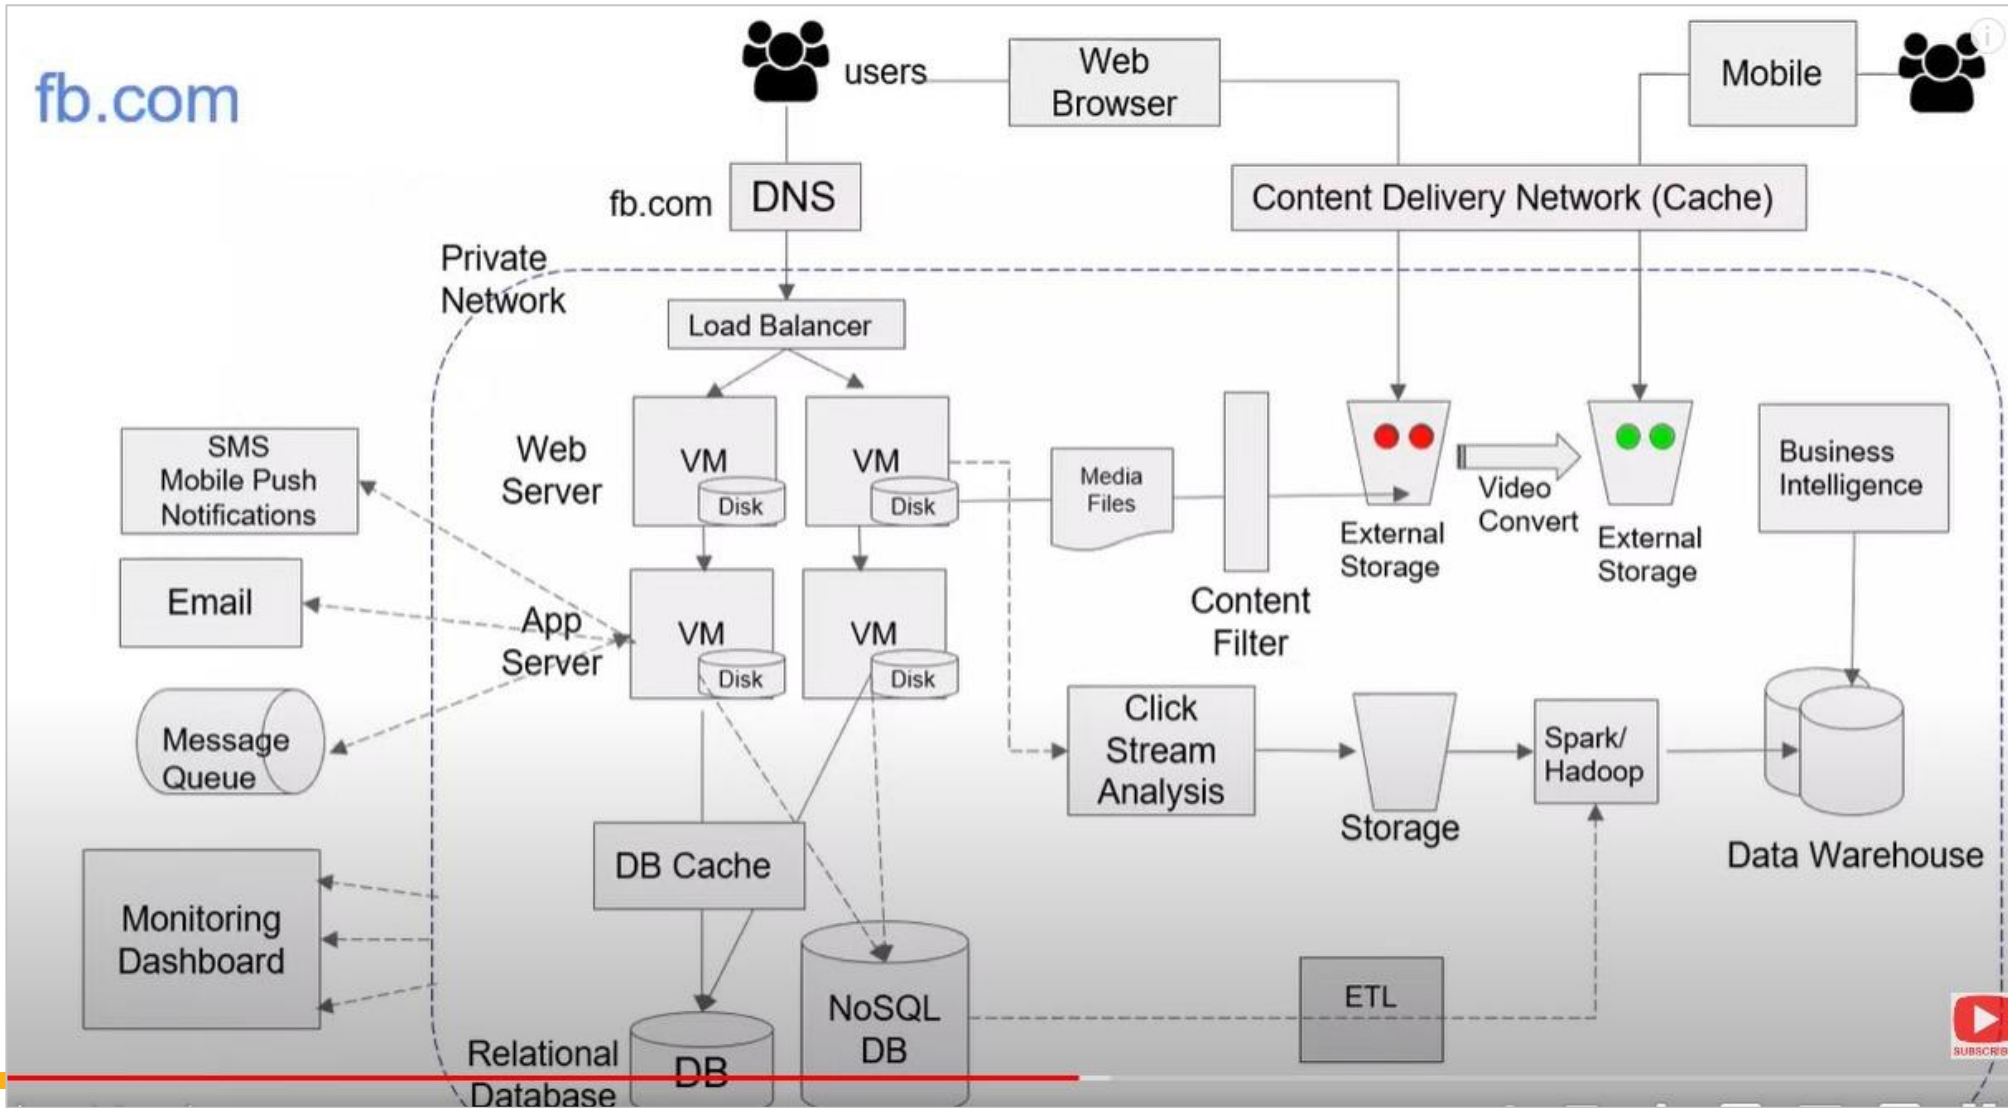 fb.com
users
Web
Browser
Mobile
fb.com
DNS
Content Delivery Network (Cache)
Private
Network
Load Balancer
Web
Server
VM
Disk
VM
Disk
SMS
Mobile Push
Notifications
Media
Files
Content
Filter
External
Storage
Video
Convert
External
Storage
Business
Intelligence
Email
App
Server
VM
Disk
VM
Disk
Message
Queue
Click
Stream
Analysis
Storage
Spark/
Hadoop
Data Warehouse
DB Cache
Monitoring
Dashboard
NoSQL
DB
ETL
Relational
Database
DB
SUBSCRIB